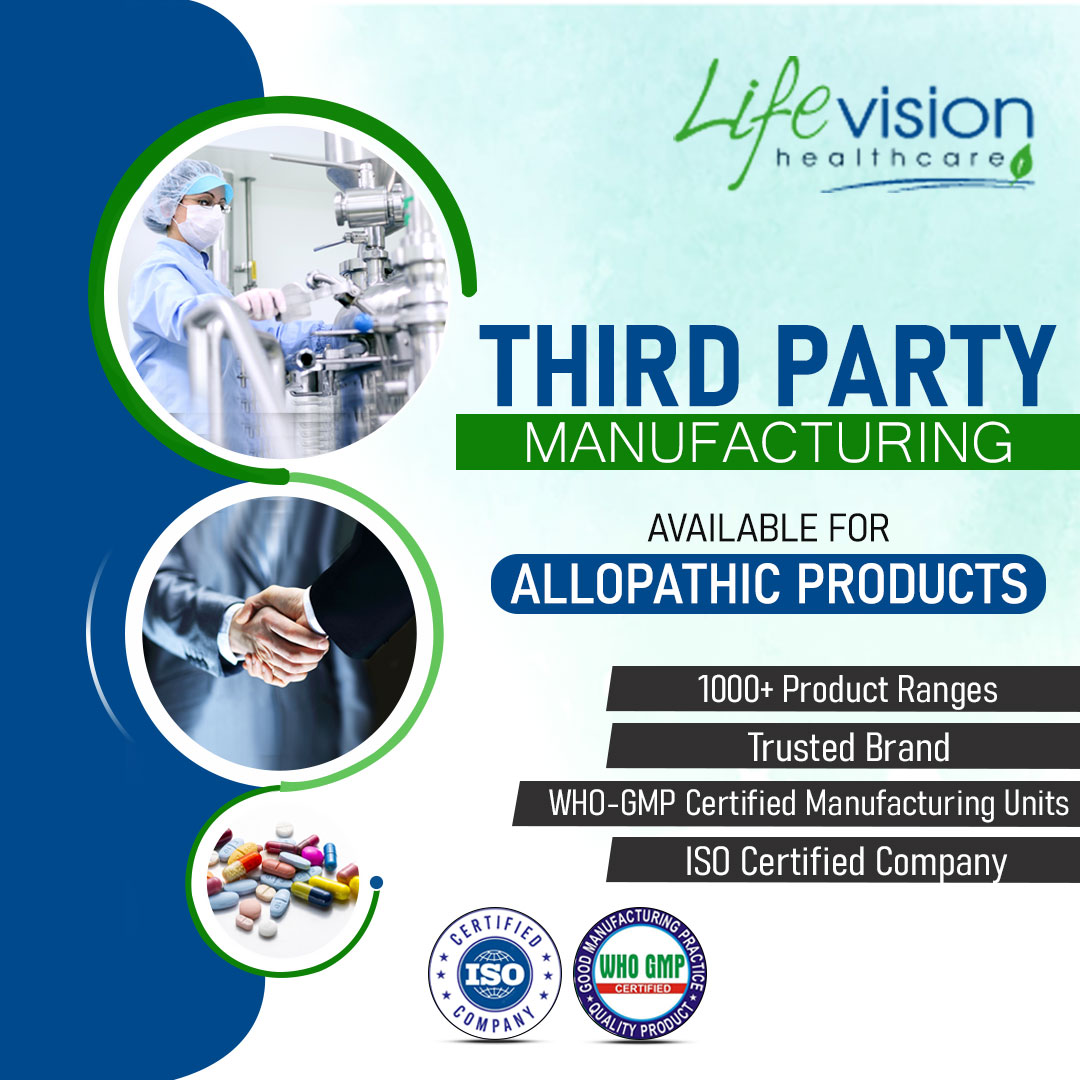 Lifevision
healthcare
THIRD PARTY
MANUFACTURING
AVAILABLE FOR
ALLOPATHIC PRODUCTS
1000+ Product Ranges
Trusted Brand
WHO-GMP Certified Manufacturing Units
ISO Certified Company
CERTIFIED
ISO
COMPANY
GOOD MANUFACTURING PRACTICE
WHO GMP
CERTIFIED
QUALITY PRODUCT